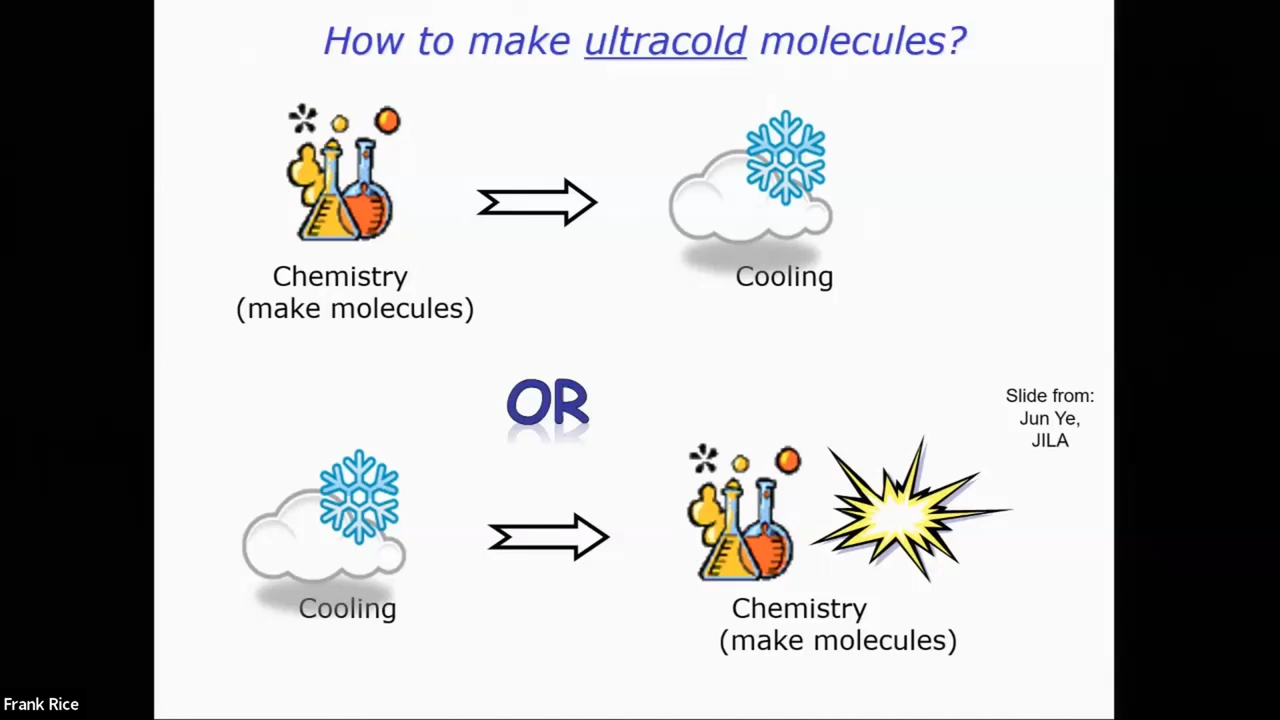 How to make ultracold molecules?
Chemistry
(make molecules)
Cooling
OR
Slide from:
Jun Ye,
JILA
Cooling
Chemistry
(make molecules)
Frank Rice